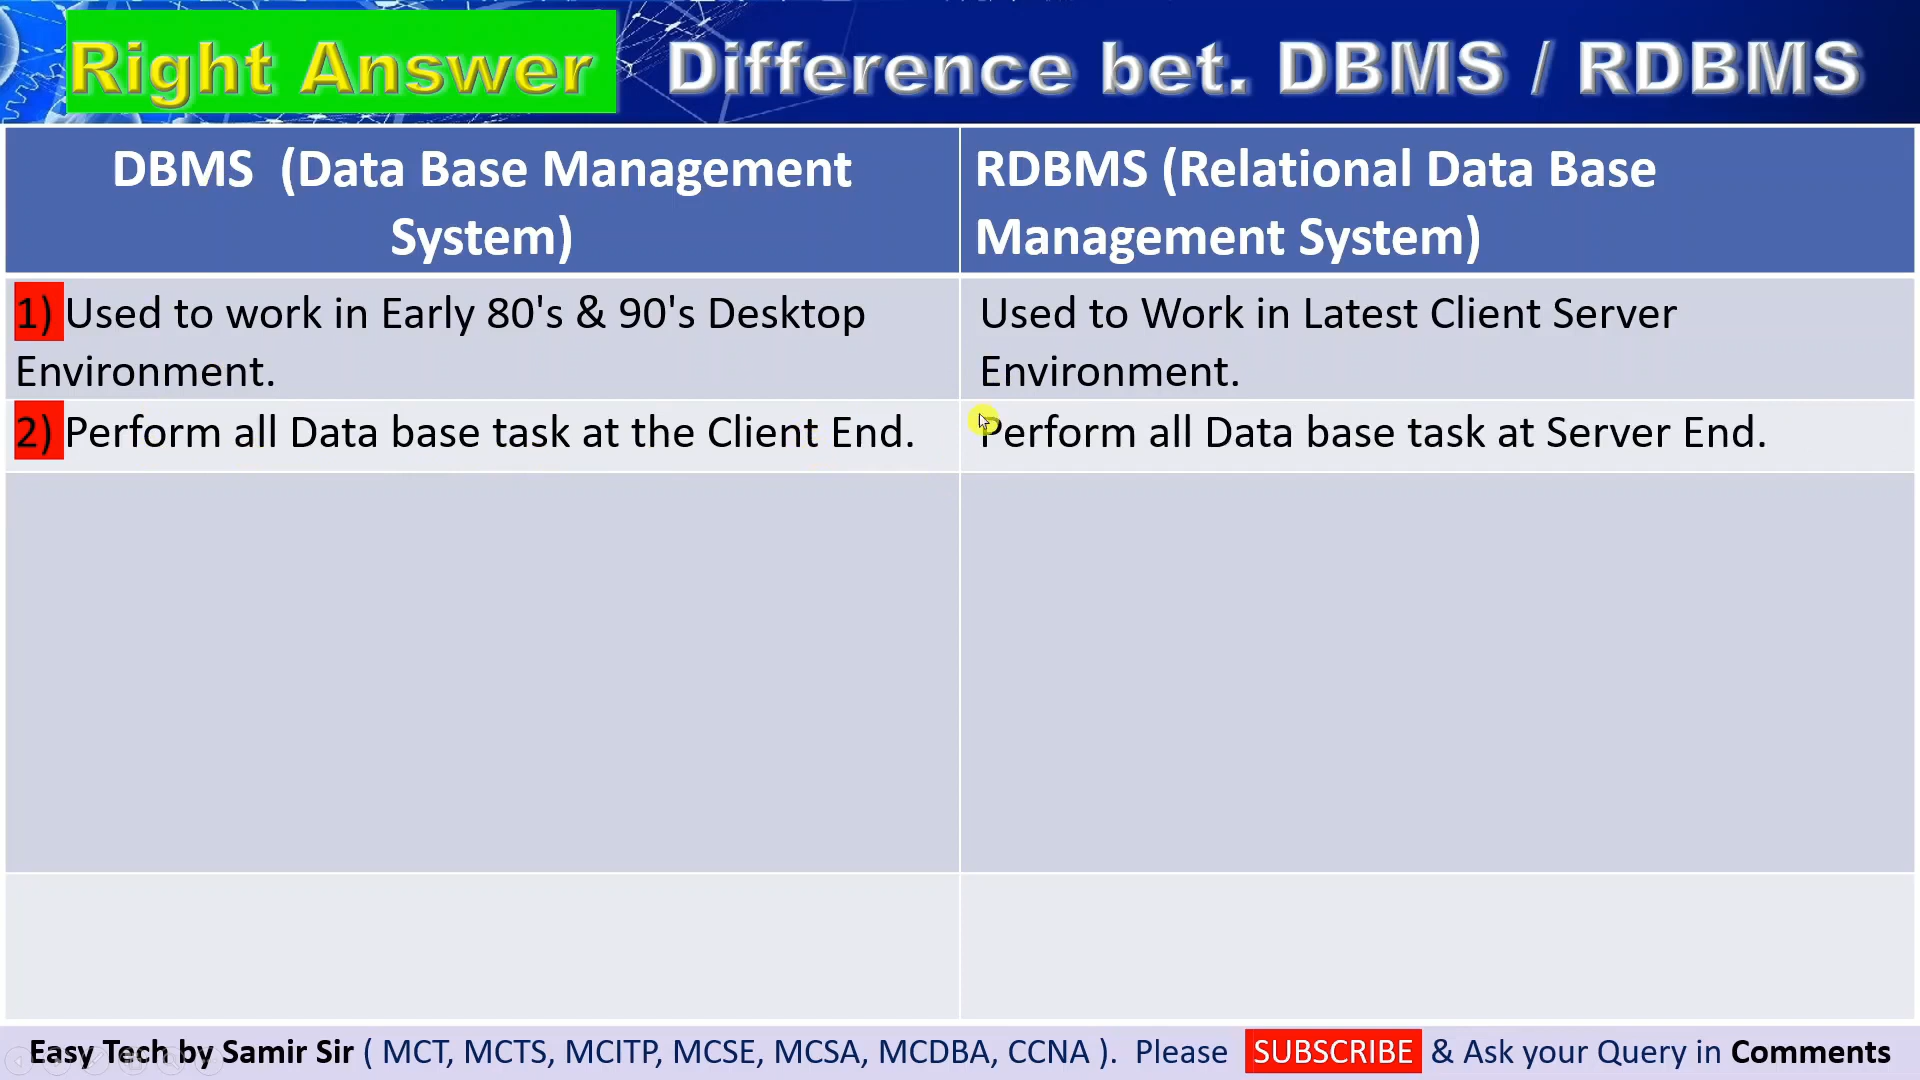 Right Answer Difference bet. DBMS / RDBMS
DBMS (Data Base Management
System)
RDBMS (Relational Data Base
Management System)
1) Used to work in Early 80's & 90's Desktop
Environment.
Used to Work in Latest Client Server
Environment.
2) Perform all Data base task at the Client End.
Perform all Data base task at Server End.
Easy Tech by Samir Sir ( MCT, MCTS, MCITP, MCSE, MCSA, MCDBA, CCNA ). Please SUBSCRIBE & Ask your Query in Comments